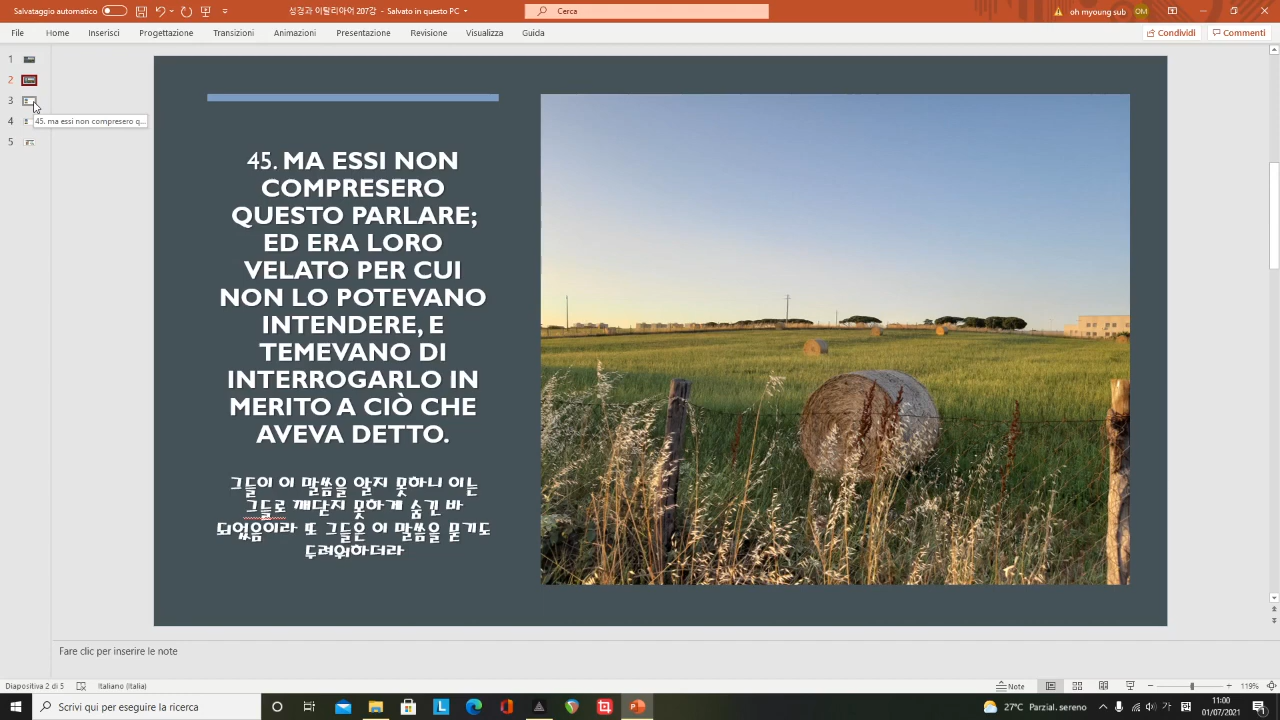 Salvataggio automatico
성경과 이탈리아어 207강 - Salvato in questo PC
Cerca
oh myoung sub
OM
File Home Inserisci Progettazione Transizioni Animazioni Presentazione Revisione Visualizza Guida
Condividi Commenti
1
2
3
45. ma essi non compresero q...
4
5
45. MA ESSI NON
COMPRESERO
QUESTO PARLARE;
ED ERA LORO
VELATO PER CUI
NON LO POTEVANO
INTENDERE, E
TEMEVANO DI
INTERROGARLO IN
MERITO A CIÒ CHE
AVEVA DETTO.
그들이 이 말씀을 알지 못하니 이는
그들로 깨닫지 못하게 숨긴 바
되었음이라 또 그들은 이 말씀을 묻기도
두려워하더라
Fare clic per inserire le note
Diapositiva 2 di 5 Italiano (Italia) Note 119%
Scrivi qui per eseguire la ricerca
27°C Parzial. sereno
11:00
01/07/2021